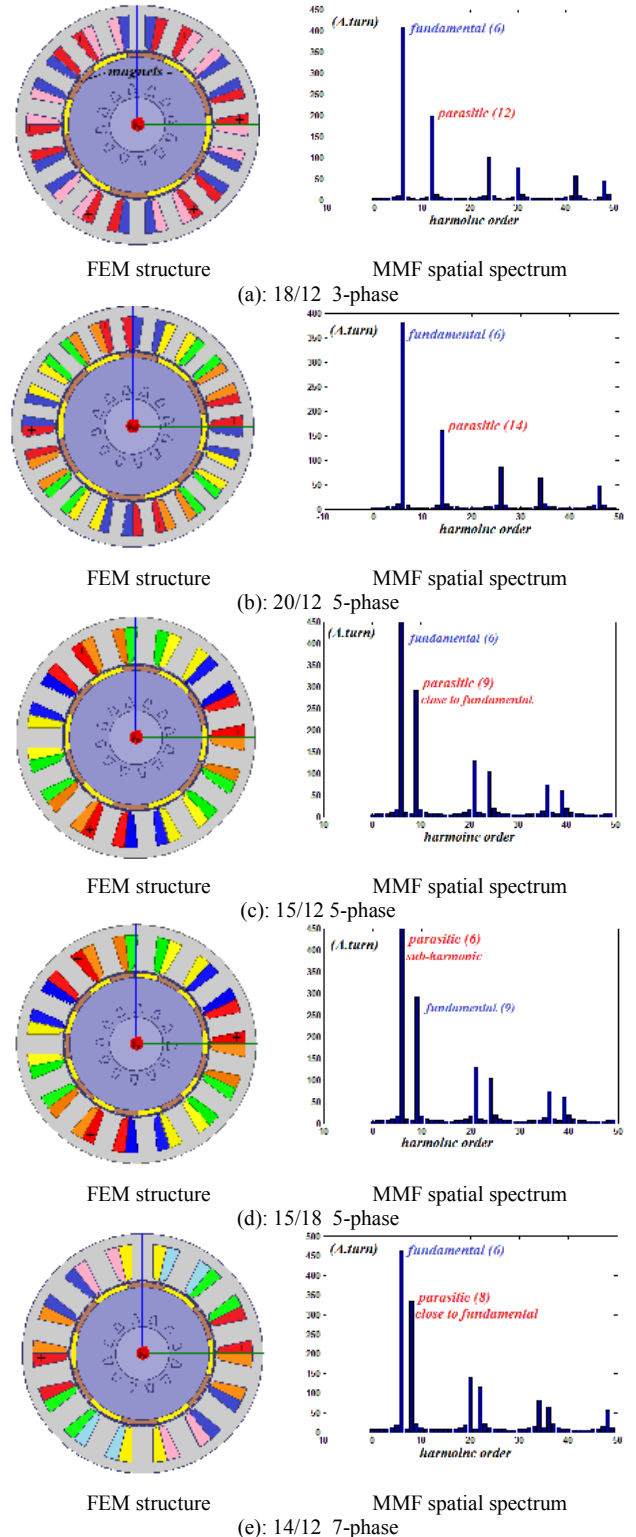 450
(A.turn)
fundamental (6)
400
350
300
magnets
250
parasitic (12)
200
150
100
50
0
10 0 10 20 30 40 50
harmoinc order
FEM structure MMF spatial spectrum
(a): 18/12 3-phase
400
(A.turn)
fundamental (6)
350
300
250
200
parasitic (14)
150
100
50
0
-10 0 10 20 30 40 50
harmoinc order
FEM structure MMF spatial spectrum
(b): 20/12 5-phase
450
(A.turn)
fundamental (6)
400
350
parasitic (9)
300
close to fundamental
250
200
150
100
50
0
10 0 10 20 30 40 50
harmoinc order
FEM structure MMF spatial spectrum
(c): 15/12 5-phase
450
parasitic (6)
(A.turn)
sub-harmonic
400
350
300
fundamental (9)
250
200
150
100
50
0
10 0 10 20 30 40 50
harmoinc order
FEM structure MMF spatial spectrum
(d): 15/18 5-phase
500
(A.turn)
fundamental (6)
450
400
350
parasitic (8)
close to fundamental
300
250
200
150
100
50
0
10 0 10 20 30 40 50
harmoinc order
FEM structure MMF spatial spectrum
(e): 14/12 7-phase